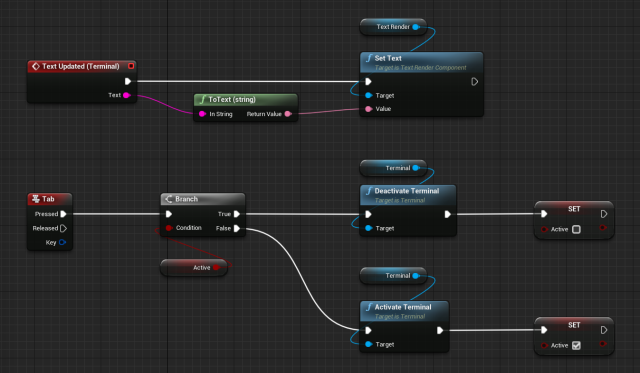 Text Render
Text Updated (Terminal)
Set Text
Target is Text Render Component
Text
ToText (string)
In String
Return Value
Target
Value
Terminal
Tab
Pressed
Released
Key
Branch
True
Condition
False
Active
Deactivate Terminal
Target is Terminal
Target
SET
Active
Terminal
Activate Terminal
Target is Terminal
Target
SET
Active